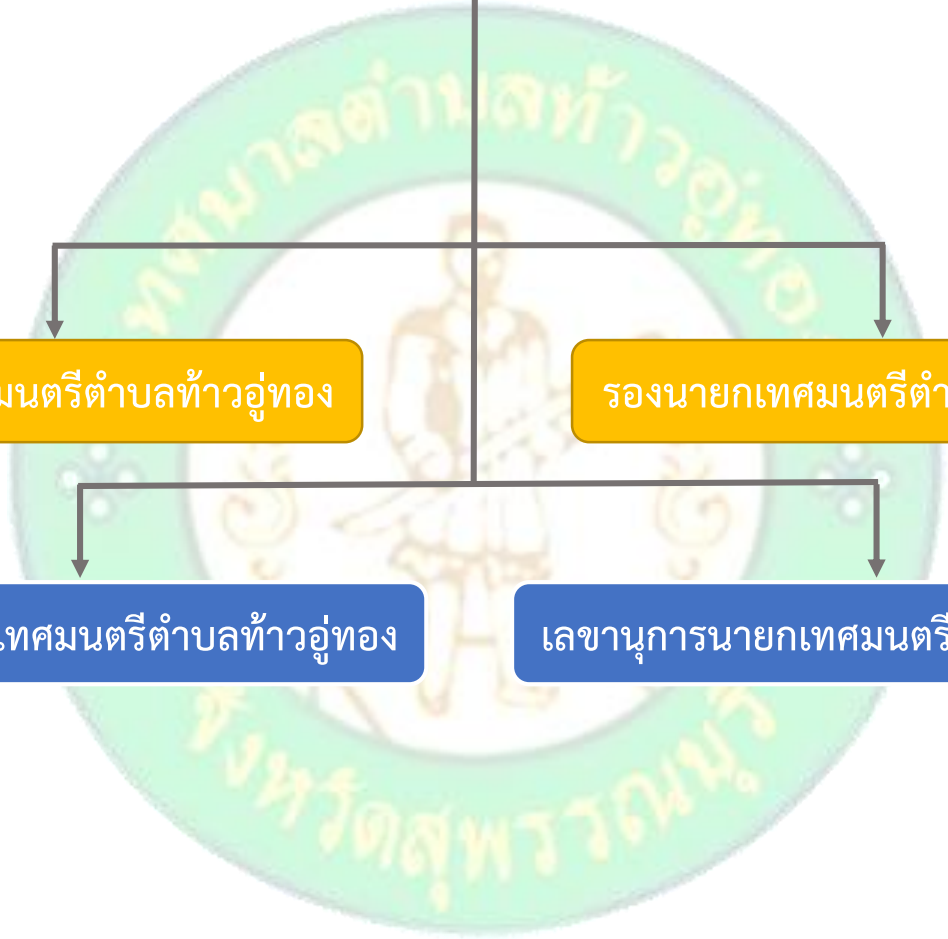 เทศบาลตำบลท้าวอู่ทอง
มนตรีตำบลท้าวอู่ทอง
รองนายกเทศมนตรีตำ
เทศมนตรีตำบลท้าวอู่ทอง
เลขานุการนายกเทศมนตรี
จังหวัดสุพรรณบุรี